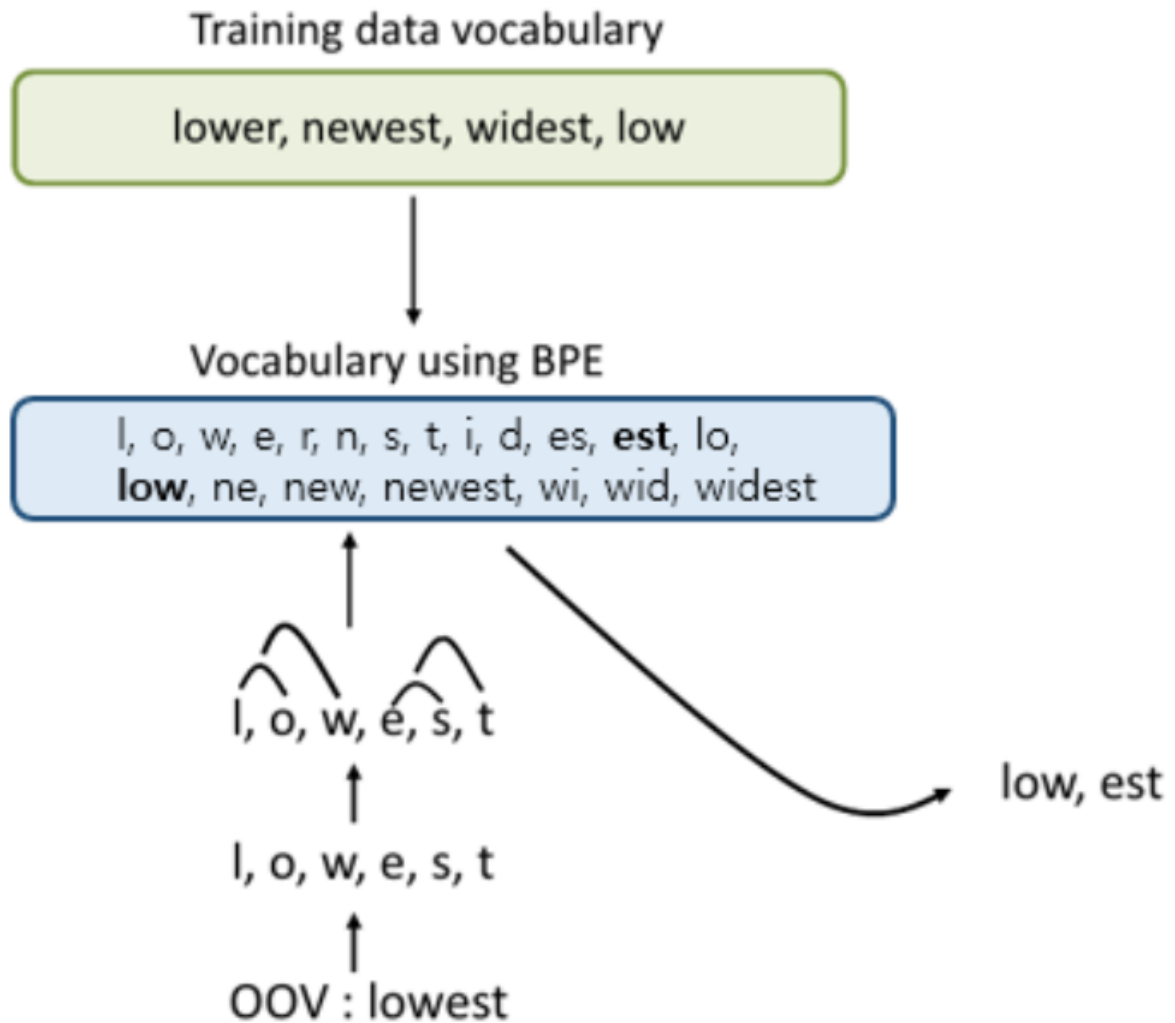 Training data vocabulary
lower, newest, widest, low
Vocabulary using BPE
l, o, w, e, r, n, s, t, i, d, es, est, lo,
low, ne, new, newest, wi, wid, widest
l, o, w, e, s, t
low, est
l, o, w, e, s, t
OOV : lowest